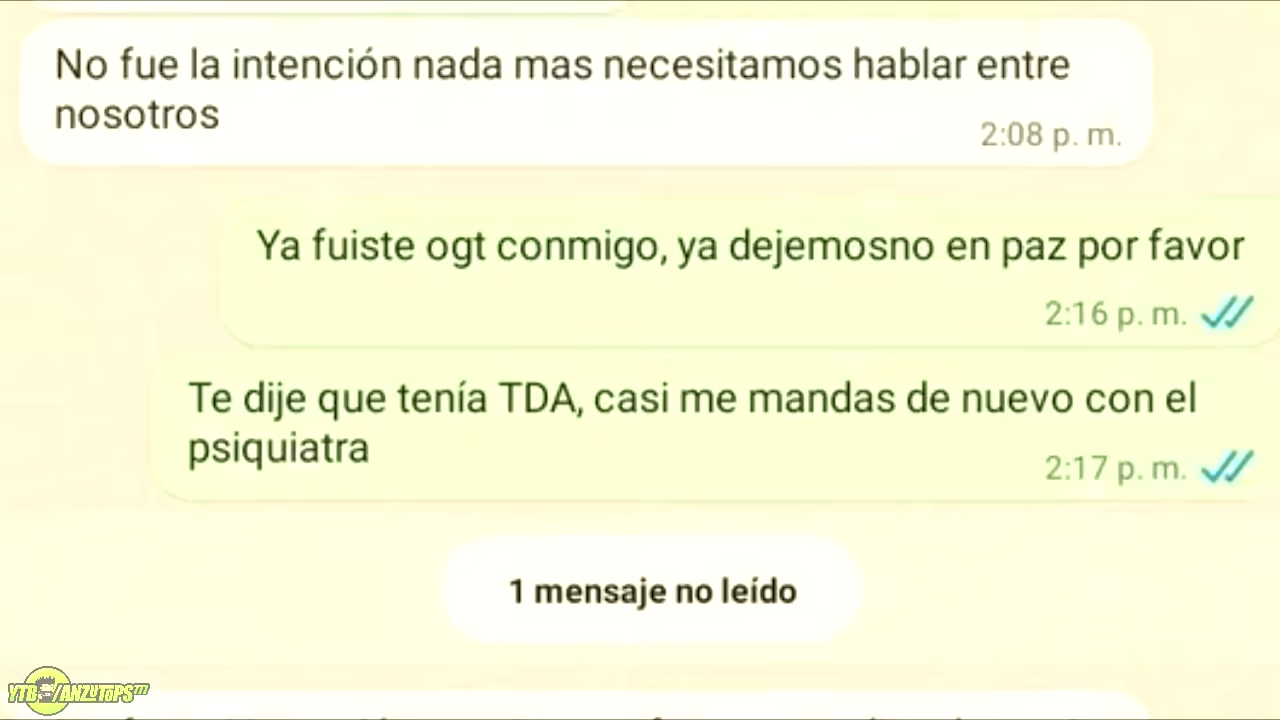 No fue la intención nada mas necesitamos hablar entre
nosotros
2:08 p. m.
Ya fuiste ogt conmigo, ya dejemosno en paz por favor
2:16 p. m.
Te dije que tenía TDA, casi me mandas de nuevo con el
psiquiatra
2:17 p. m.
1 mensaje no leído
YTB/ANZUTOPS